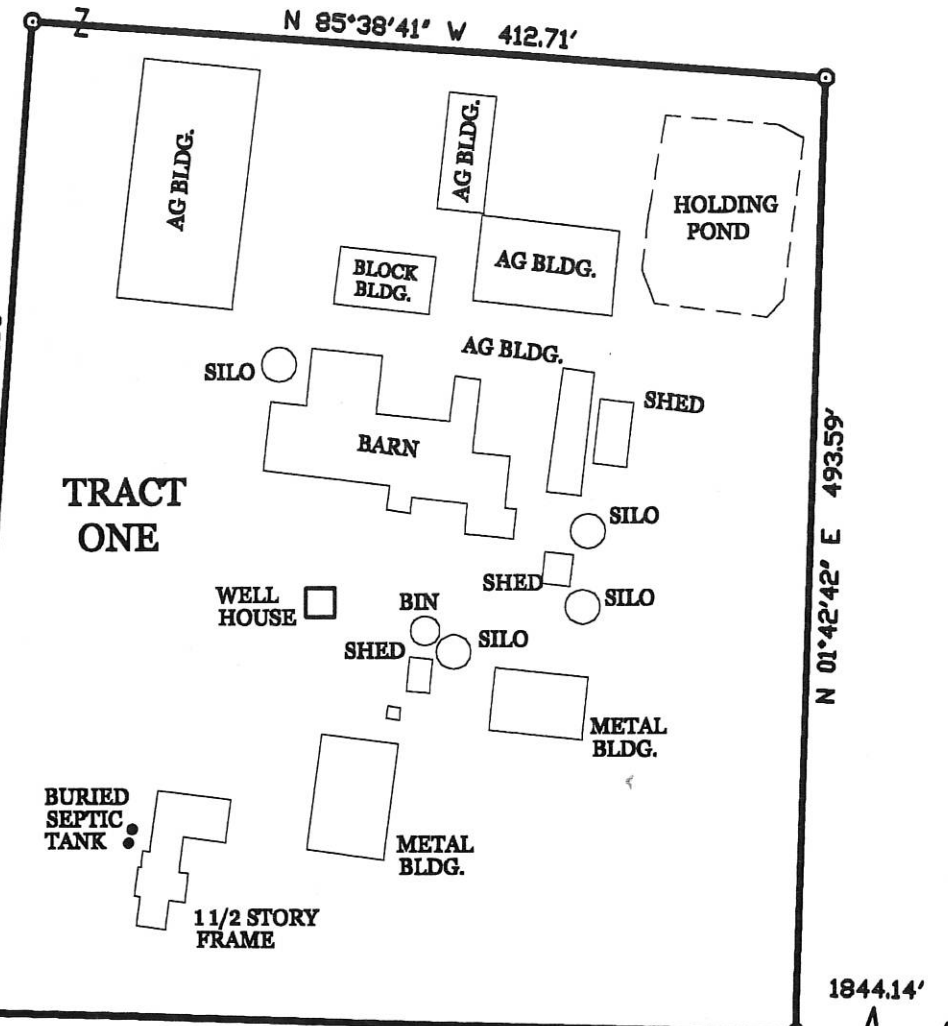 Z
N 85°38'41" W 412.71'
AG BLDG.
AG BLDG.
HOLDING
POND
BLOCK
BLDG.
AG BLDG.
AG BLDG.
SILO
SHED
BARN
N 01°42'42" E 493.59'
TRACT
ONE
SILO
SHED
SILO
WELL
HOUSE
BIN
SILO
SHED
METAL
BLDG.
BURIED
SEPTIC
TANK
METAL
BLDG.
1 1/2 STORY
FRAME
1844.14'